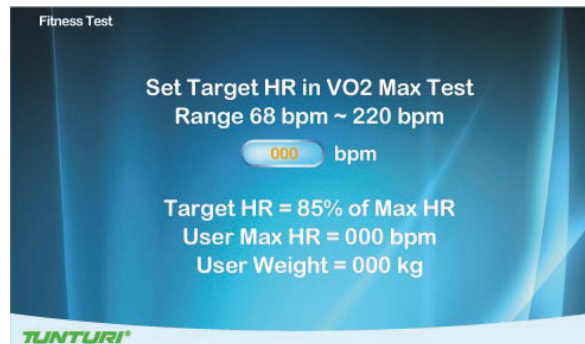 Fitness Test
Set Target HR in VO2 Max Test
Range 68 bpm ~ 220 bpm
000 bpm
Target HR = 85% of Max HR
User Max HR = 000 bpm
User Weight = 000 kg
TUNTURI®